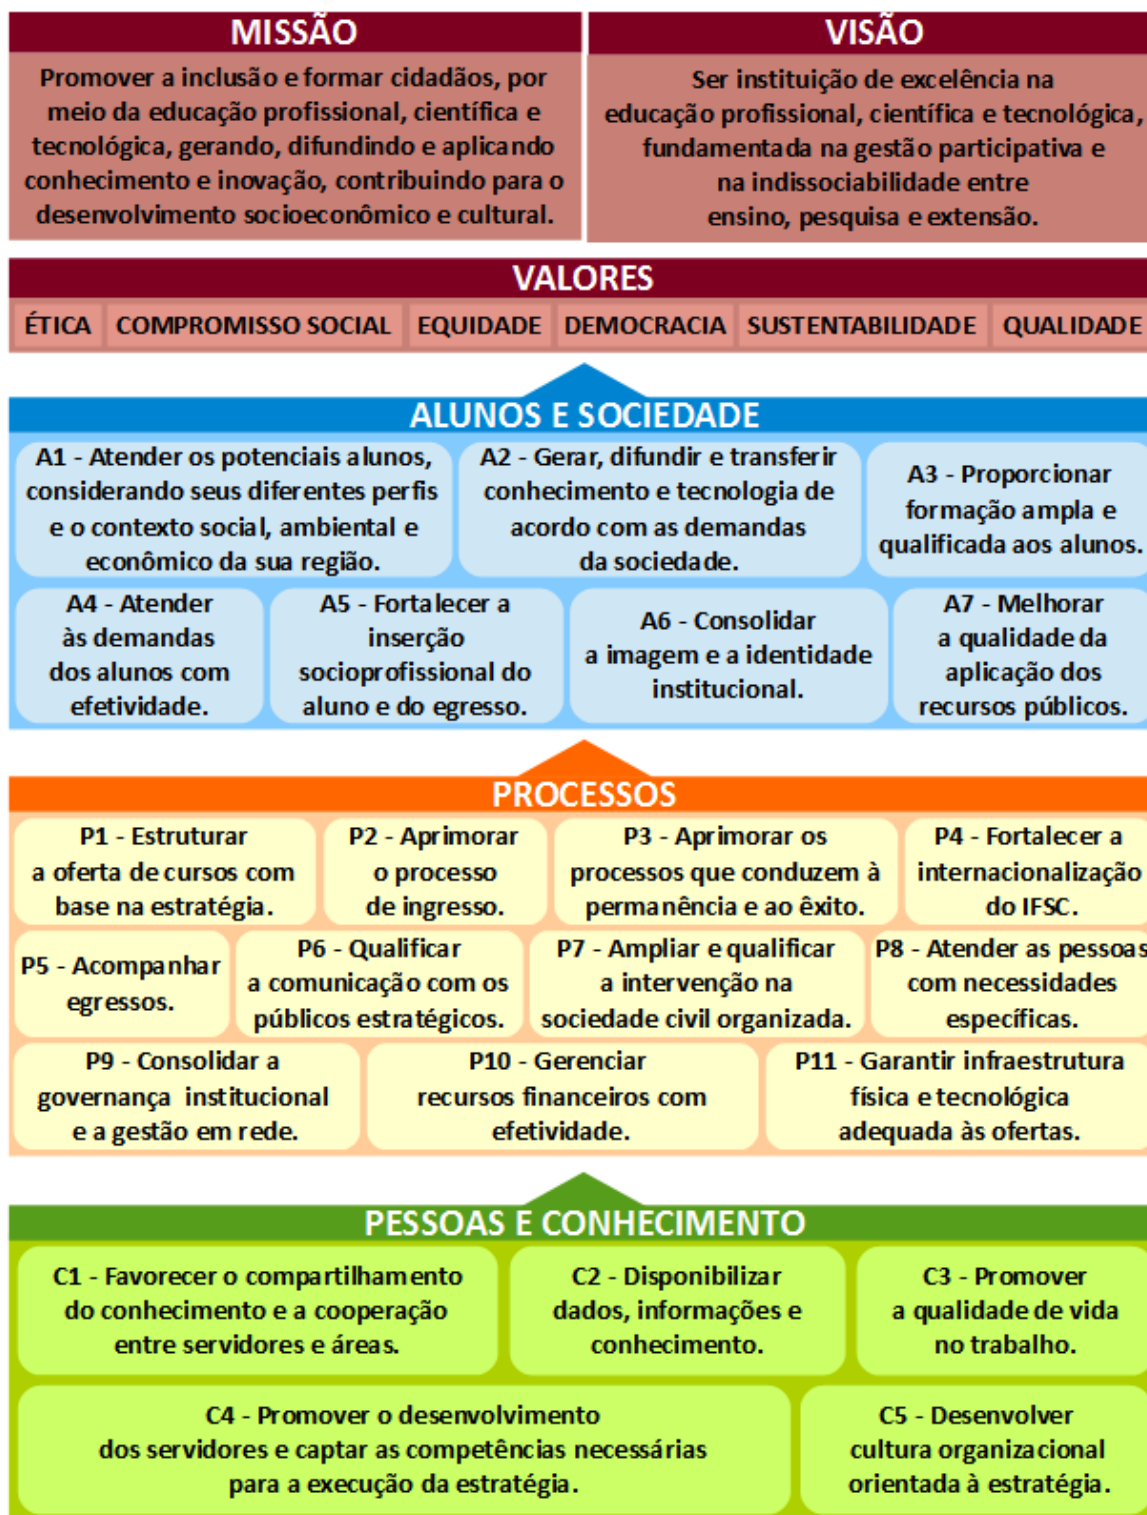 MISSÃO
Promover a inclusão e formar cidadãos, por
meio da educação profissional, científica e
tecnológica, gerando, difundindo e aplicando
conhecimento e inovação, contribuindo para o
desenvolvimento socioeconômico e cultural.
VISÃO
Ser instituição de excelência na
educação profissional, científica e tecnológica,
fundamentada na gestão participativa e
na indissociabilidade entre
ensino, pesquisa e extensão.
VALORES
ÉTICA
COMPROMISSO SOCIAL
EQUIDADE
DEMOCRACIA
SUSTENTABILIDADE
QUALIDADE
ALUNOS E SOCIEDADE
A1 - Atender os potenciais alunos,
considerando seus diferentes perfis
e o contexto social, ambiental e
econômico da sua região.
A2 - Gerar, difundir e transferir
conhecimento e tecnologia de
acordo com as demandas
da sociedade.
A3 - Proporcionar
formação ampla e
qualificada aos alunos.
A4 - Atender
às demandas
dos alunos com
efetividade.
A5 - Fortalecer a
inserção
socioprofissional do
aluno e do egresso.
A6 - Consolidar
a imagem e a identidade
institucional.
A7 - Melhorar
a qualidade da
aplicação dos
recursos públicos.
PROCESSOS
P1 - Estruturar
a oferta de cursos com
base na estratégia.
P2 - Aprimorar
o processo
de ingresso.
P3 - Aprimorar os
processos que conduzem à
permanência e ao êxito.
P4 - Fortalecer a
internacionalização
do IFSC.
P5 - Acompanhar
egressos.
P6 - Qualificar
a comunicação com os
públicos estratégicos.
P7 - Ampliar e qualificar
a intervenção na
sociedade civil organizada.
P8 - Atender as pessoas
com necessidades
específicas.
P9 - Consolidar a
governança institucional
e a gestão em rede.
P10 - Gerenciar
recursos financeiros com
efetividade.
P11 - Garantir infraestrutura
física e tecnológica
adequada às ofertas.
PESSOAS E CONHECIMENTO
C1 - Favorecer o compartilhamento
do conhecimento e a cooperação
entre servidores e áreas.
C2 - Disponibilizar
dados, informações e
conhecimento.
C3 - Promover
a qualidade de vida
no trabalho.
C4 - Promover o desenvolvimento
dos servidores e captar as competências necessárias
para a execução da estratégia.
C5 - Desenvolver
cultura organizacional
orientada à estratégia.